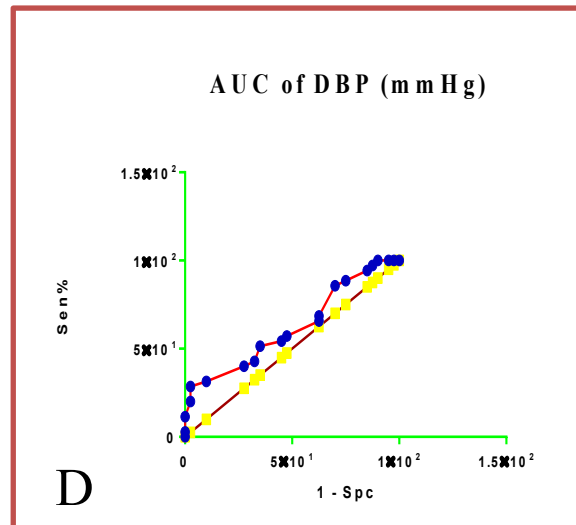 AUC of DBP (mmHg)
1.5✖10²
1✖10²
5✖10¹
0
Sen%
0
5✖10¹
1✖10²
1.5✖10²
1 - Spc
D